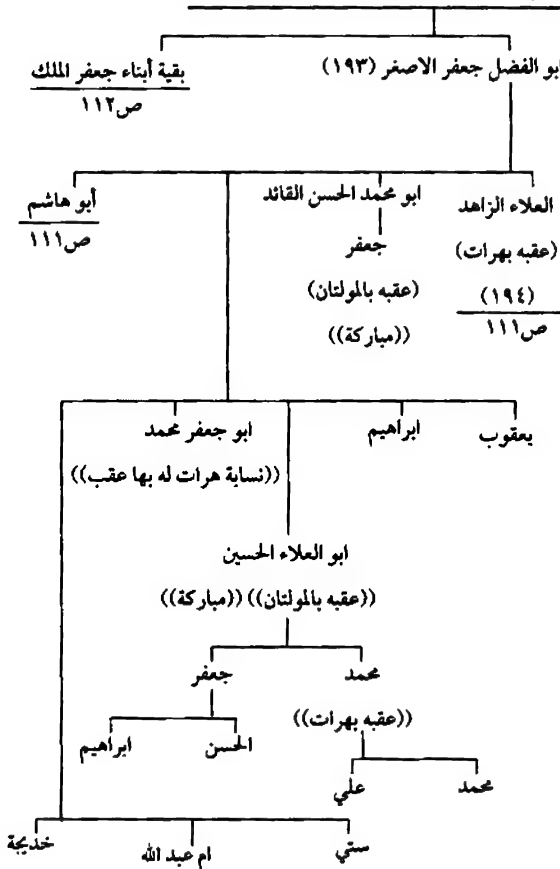 ابو الفضل جعفر الاصغر (١٩٣)
بقية أبناء جعفر الملك
ص١١٢
العلاء الزاهد
(عقبه بهرات)
(١٩٤)
ص١١١
ابو محمد الحسن القائد
جعفر
(عقبه بالمولتان)
((مباركة))
أبو هاشم
ص١١١
يعقوب
ابراهيم
ابو جعفر محمد
((نسابة هرات له بها عقب))
ابو العلاء الحسين
((عقبه بالمولتان)) ((مباركة))
محمد
جعفر
((عقبه بهرات))
الحسن
ابراهيم
محمد
علي
ستي
ام عبد الله
خديجة